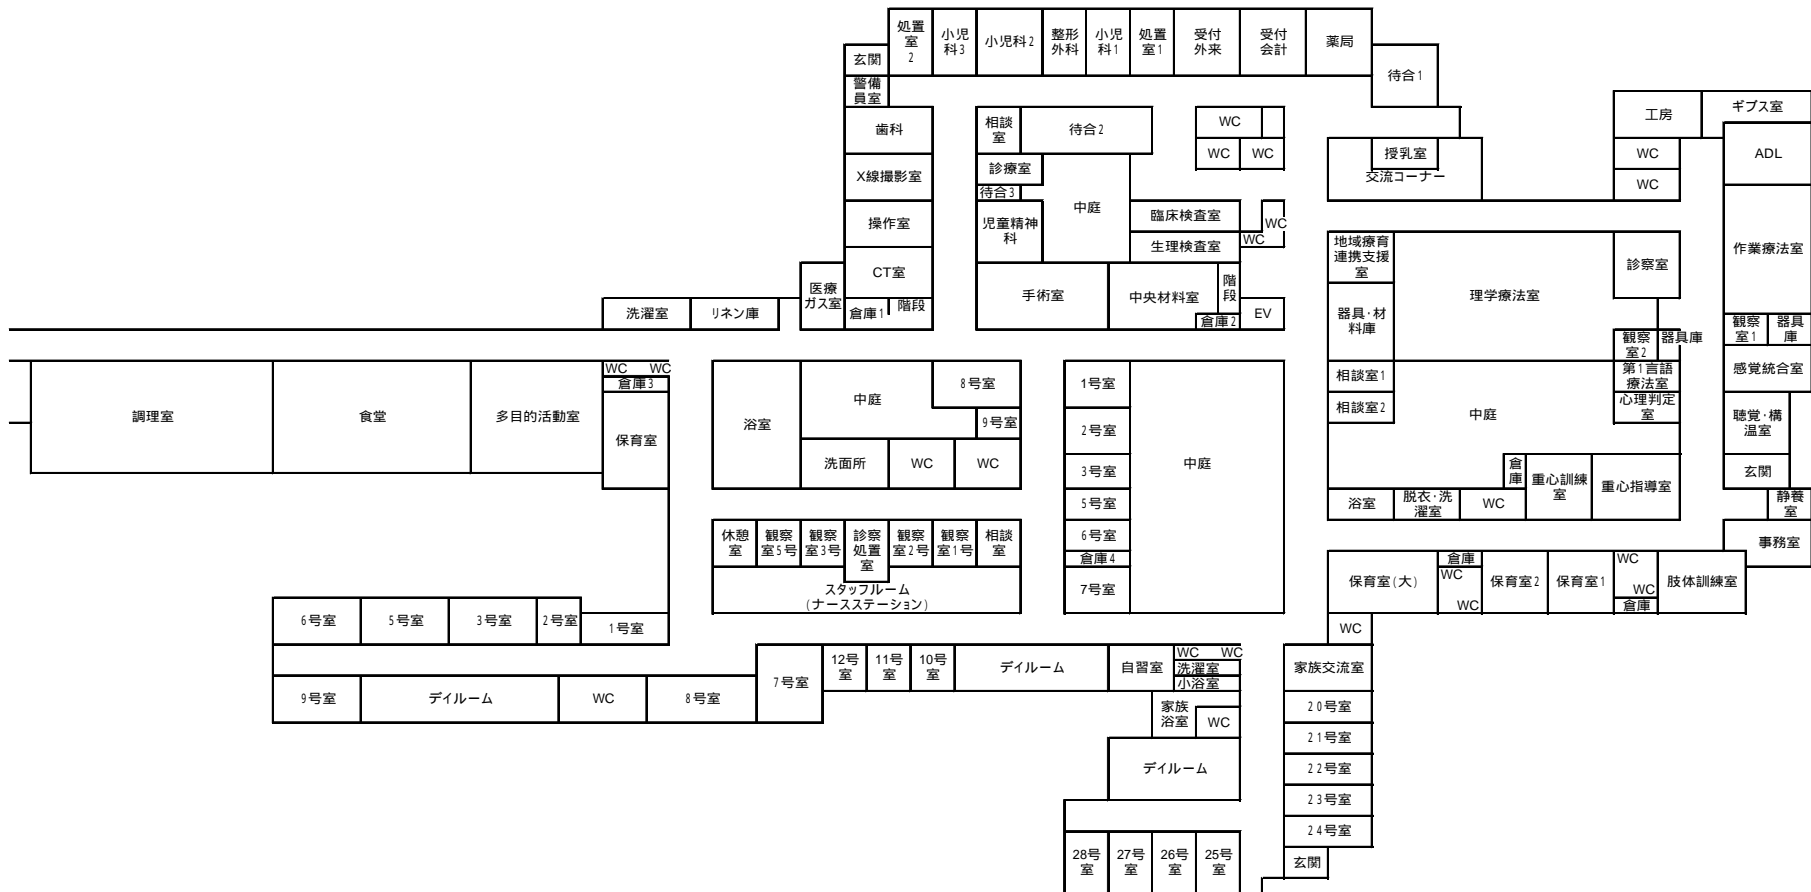 処置
室
2
小児
科3
小児科2
整形
外科
小児
科1
処置
室1
受付
外来
受付
会計
薬局
玄関
待合1
警備
員室
歯科
相談
室
待合2
WC
工房
ギプス室
WC
WC
授乳室
WC
ADL
診療室
X線撮影室
交流コーナー
WC
待合3
中庭
児童精神
科
臨床検査室
WC
操作室
生理検査室
WC
地域療育
連携支援
室
診察室
作業療法室
CT室
医療
ガス室
手術室
中央材料室
階
段
理学療法室
洗濯室
リネン庫
倉庫1
階段
倉庫2
EV
器具・材
料庫
観察
室1
器具
庫
観察
室2
器具庫
調理室
食堂
多目的活動室
WC
WC
倉庫3
保育室
浴室
中庭
8号室
9号室
洗面所
WC
WC
1号室
2号室
3号室
5号室
6号室
倉庫4
7号室
中庭
相談室1
相談室2
中庭
第1言語
療法室
心理判定
室
感覚統合室
聴覚・構
温室
玄関
静養
室
事務室
倉
庫
重心訓練
室
重心指導室
浴室
脱衣・洗
濯室
WC
休憩
室
観察
室5号
観察
室3号
診察
処置
室
観察
室2号
観察
室1号
相談
室
スタッフルーム
(ナースステーション)
保育室(大)
倉庫
WC
WC
保育室2
保育室1
WC
WC
倉庫
肢体訓練室
6号室
5号室
3号室
2号室
1号室
WC
9号室
デイルーム
WC
8号室
7号室
12号
室
11号
室
10号
室
デイルーム
自習室
WC
WC
洗濯室
小浴室
家族交流室
家族
浴室
WC
20号室
21号室
デイルーム
22号室
23号室
24号室
28号
室
27号
室
26号
室
25号
室
玄関